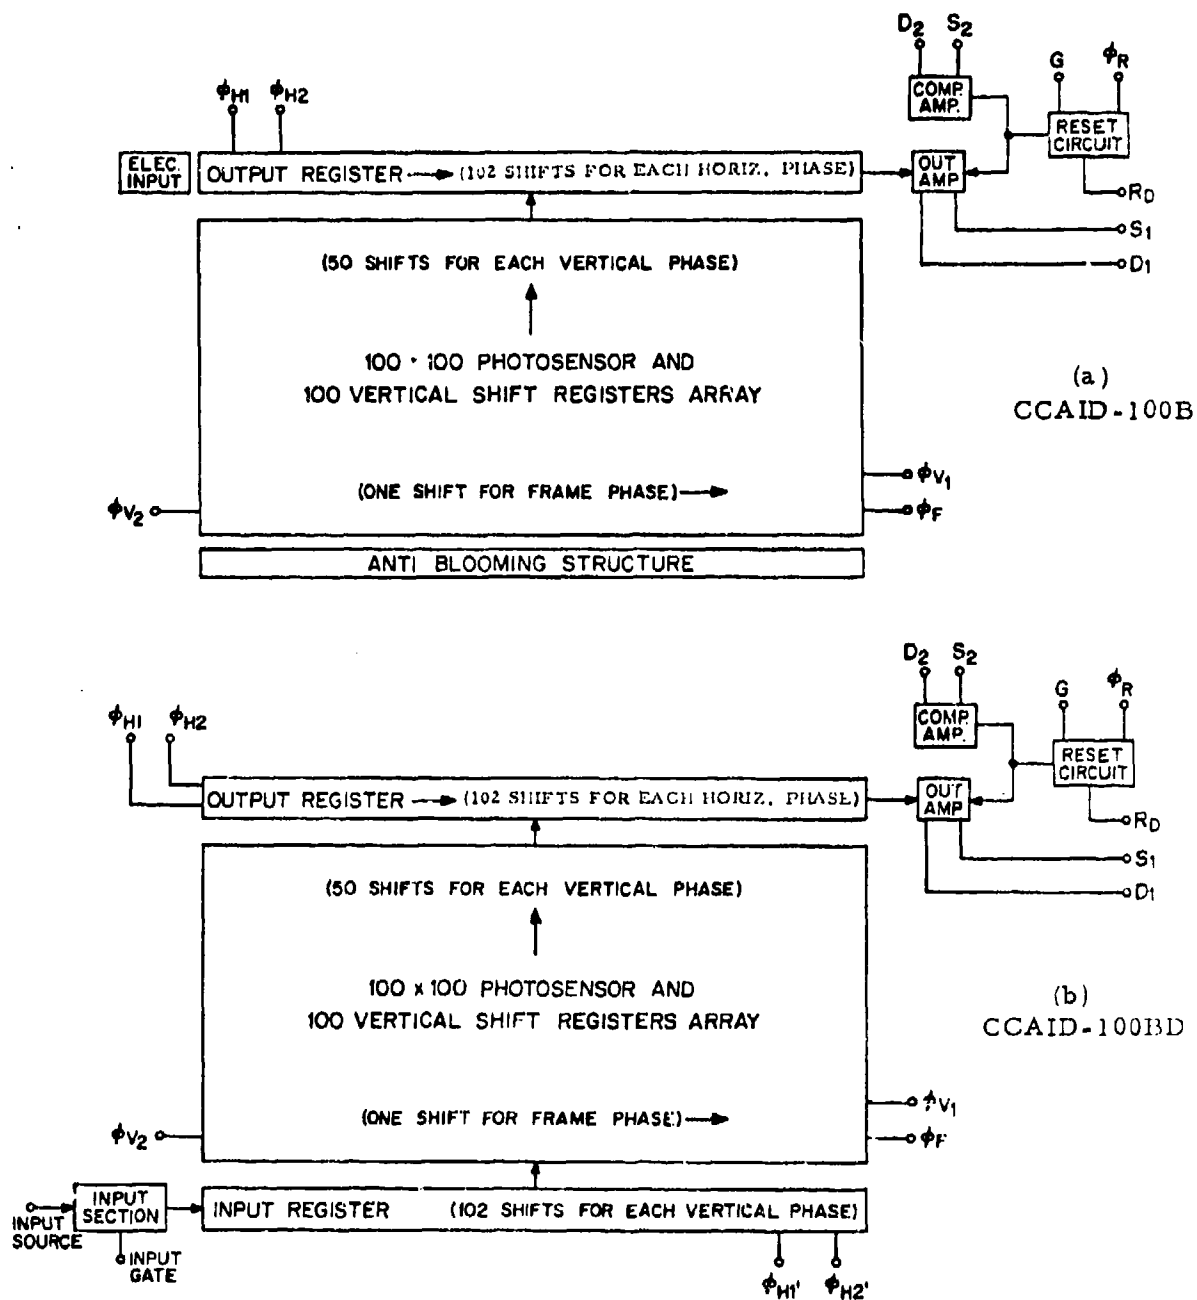 D2 S2
G ϕR
COMP. AMP.
ϕH1 ϕH2
RESET CIRCUIT
ELEC. INPUT
OUTPUT REGISTER → (102 SHIFTS FOR EACH HORIZ. PHASE)
OUT AMP
RD
S1
D1
(50 SHIFTS FOR EACH VERTICAL PHASE)
100 · 100 PHOTOSENSOR AND
100 VERTICAL SHIFT REGISTERS ARRAY
(a)
CCAID-100B
(ONE SHIFT FOR FRAME PHASE) →
ϕV1
ϕV2
ϕF
ANTI BLOOMING STRUCTURE
D2 S2
G ϕR
COMP. AMP.
ϕH1 ϕH2
RESET CIRCUIT
OUTPUT REGISTER → (102 SHIFTS FOR EACH HORIZ. PHASE)
OUT AMP
RD
S1
D1
(50 SHIFTS FOR EACH VERTICAL PHASE)
100 x 100 PHOTOSENSOR AND
100 VERTICAL SHIFT REGISTERS ARRAY
(b)
CCAID-100BD
(ONE SHIFT FOR FRAME PHASE) →
ϕV1
ϕV2
ϕF
INPUT SECTION
INPUT REGISTER (102 SHIFTS FOR EACH VERTICAL PHASE)
INPUT SOURCE
INPUT GATE
ϕH1' ϕH2'